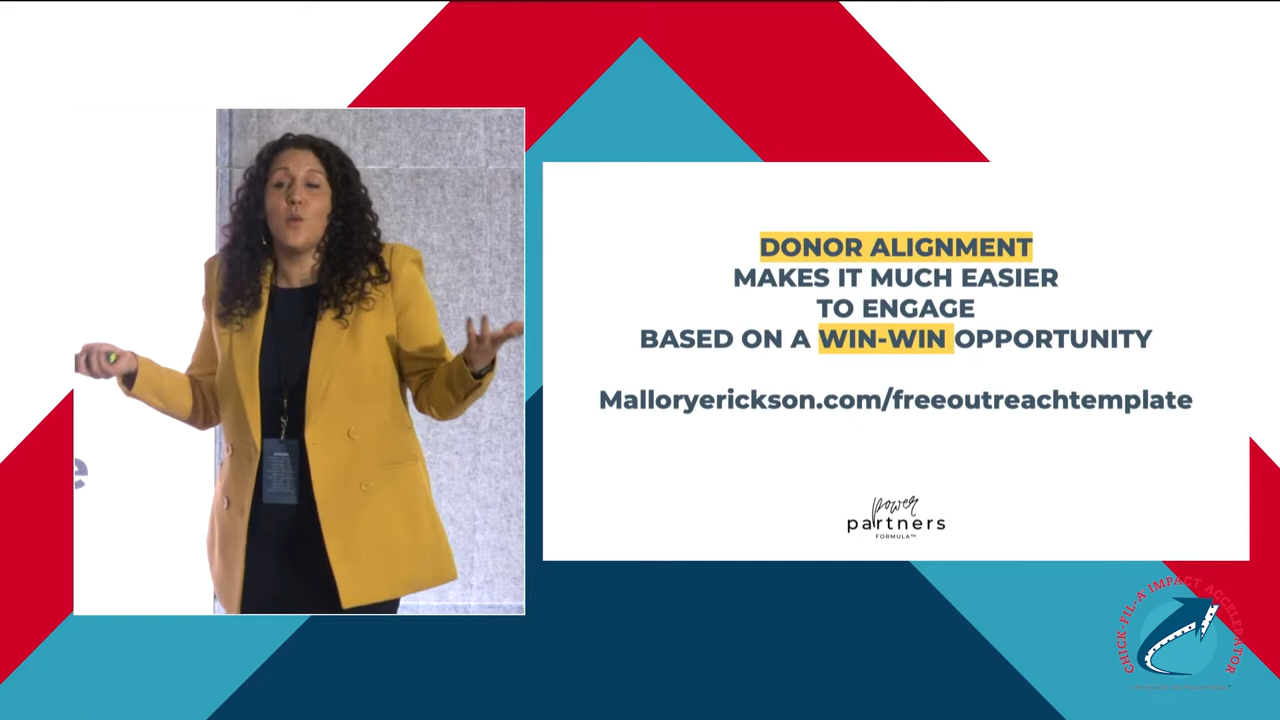 DONOR ALIGNMENT
MAKES IT MUCH EASIER
TO ENGAGE
BASED ON A WIN-WIN OPPORTUNITY
Malloryerickson.com/freeoutreachtemplate
power
partners
FORMULA™
e
CHICK-FIL-A IMPACT ACCELERATOR